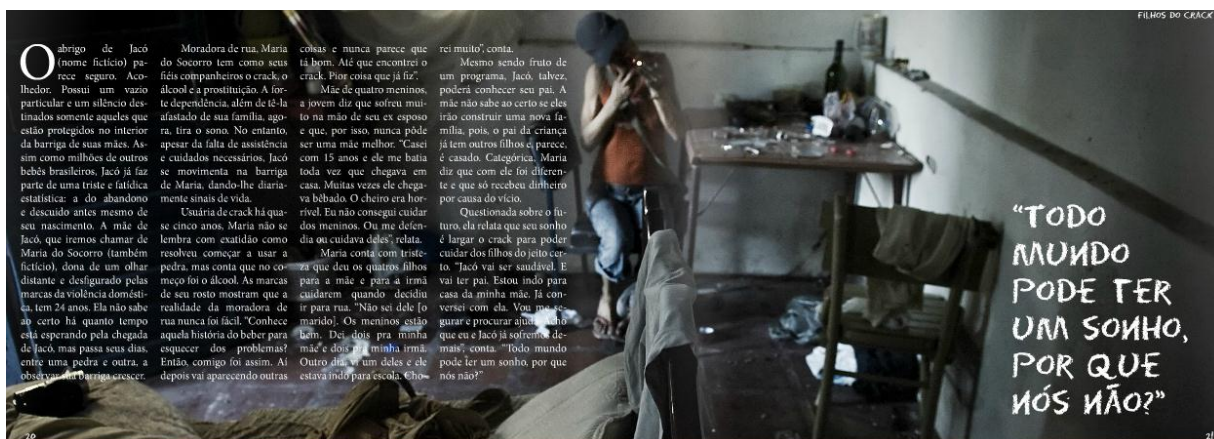 FILHOS DO CRACK
O abrigo de Jacó
(nome fictício) pa-
rece seguro. Aco-
lhedor. Possui um vazio
particular e um silêncio des-
tinados somente aqueles que
estão protegidos no interior
da barriga de suas mães. As-
sim como milhões de outros
bebês brasileiros, Jacó já faz
parte de uma triste e fatídica
estatística: a do abandono
e descuido antes mesmo de
seu nascimento. A mãe de
Jacó, que iremos chamar de
Maria do Socorro (também
fictício), dona de um olhar
distante e desfigurado pelas
marcas da violência domésti-
ca, tem 24 anos. Ela não sabe
ao certo há quanto tempo
está esperando pela chegada
de Jacó, mas passa seus dias,
entre uma pedra e outra, a
observar sua barriga crescer.
Moradora de rua, Maria
do Socorro tem como seus
fiéis companheiros o crack, o
álcool e a prostituição. A for-
te dependência, além de tê-la
afastado de sua família, ago-
ra, tira o sono. No entanto,
apesar da falta de assistência
e cuidados necessários, Jacó
se movimenta na barriga
de Maria, dando-lhe diaria-
mente sinais de vida.
Usuária de crack há qua-
se cinco anos, Maria não se
lembra com exatidão como
resolveu começar a usar a
pedra, mas conta que no co-
meço foi o álcool. As marcas
de seu rosto mostram que a
realidade da moradora de
rua nunca foi fácil. "Conhece
aquela história do beber para
esquecer dos problemas?
Então, comigo foi assim. Aí
depois vai aparecendo outras
coisas e nunca parece que
tá bom. Até que encontrei o
crack. Pior coisa que já fiz".
Mãe de quatro meninos,
a jovem diz que sofreu mui-
to na mão de seu ex esposo
e que, por isso, nunca pôde
ser uma mãe melhor. "Casei
com 15 anos e ele me batia
toda vez que chegava em
casa. Muitas vezes ele chega-
va bêbado. O cheiro era hor-
rível. Eu não consegui cuidar
dos meninos. Ou me defen-
dia ou cuidava deles", relata.
Maria conta com triste-
za que deu os quatro filhos
para a mãe e para a irmã
cuidarem quando decidiu
ir para rua. "Não sei dele [o
marido]. Os meninos estão
bem. Dei dois pra minha
mãe e dois pra minha irmã.
Outro dia, vi um deles e ele
estava indo para escola. Cho-
rei muito", conta.
Mesmo sendo fruto de
um programa, Jacó, talvez,
poderá conhecer seu pai. A
mãe não sabe ao certo se eles
irão construir uma nova fa-
mília, pois, o pai da criança
já tem outros filhos e, parece,
é casado. Categórica, Maria
diz que com ele foi diferen-
te e que só recebeu dinheiro
por causa do vício.
Questionada sobre o fu-
turo, ela relata que seu sonho
é largar o crack para poder
cuidar dos filhos do jeito cer-
to. "Jacó vai ser saudável. E
vai ter pai. Estou indo para
casa da minha mãe. Já con-
versei com ela. Vou me se-
gurar e procurar ajuda. Acho
que eu e Jacó já sofremos de-
mais", conta. "Todo mundo
pode ter um sonho, por que
nós não?"
"TODO
MUNDO
PODE TER
UM SONHO,
POR QUE
NÓS NÃO?"
20
21